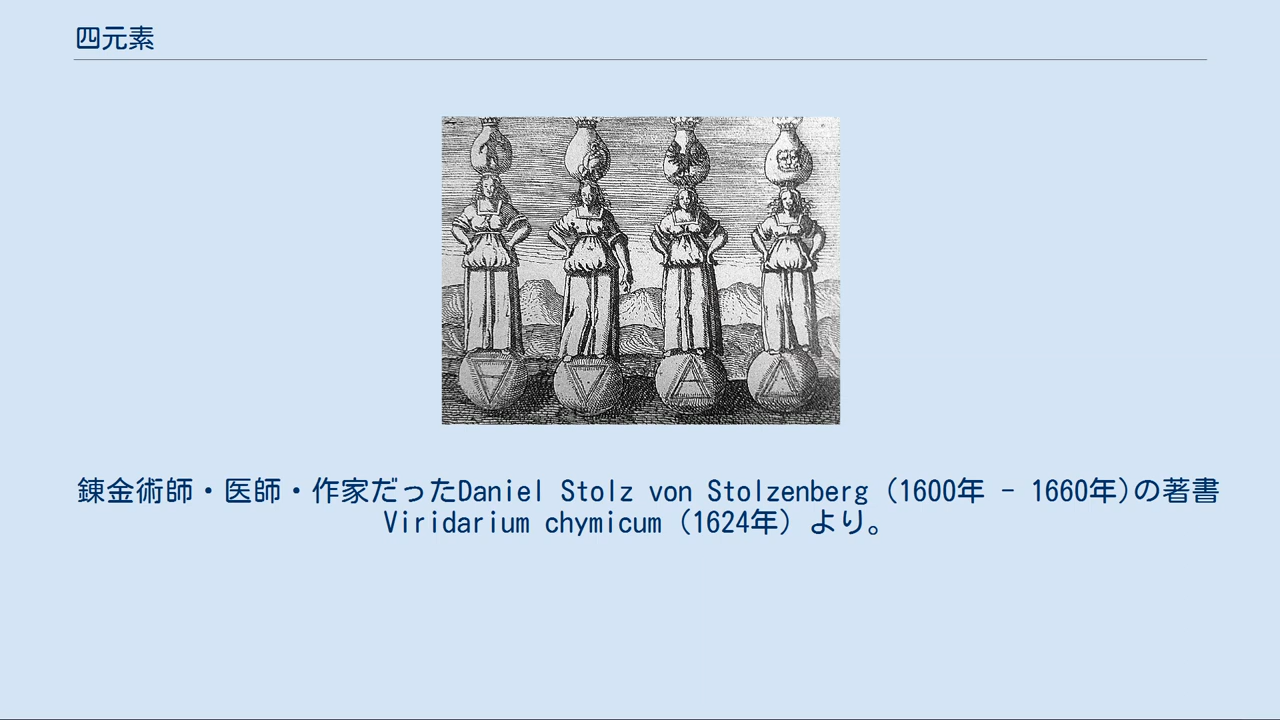 四元素
錬金術師・医師・作家だったDaniel Stolz von Stolzenberg (1600年 - 1660年)の著書
Viridarium chymicum (1624年) より。